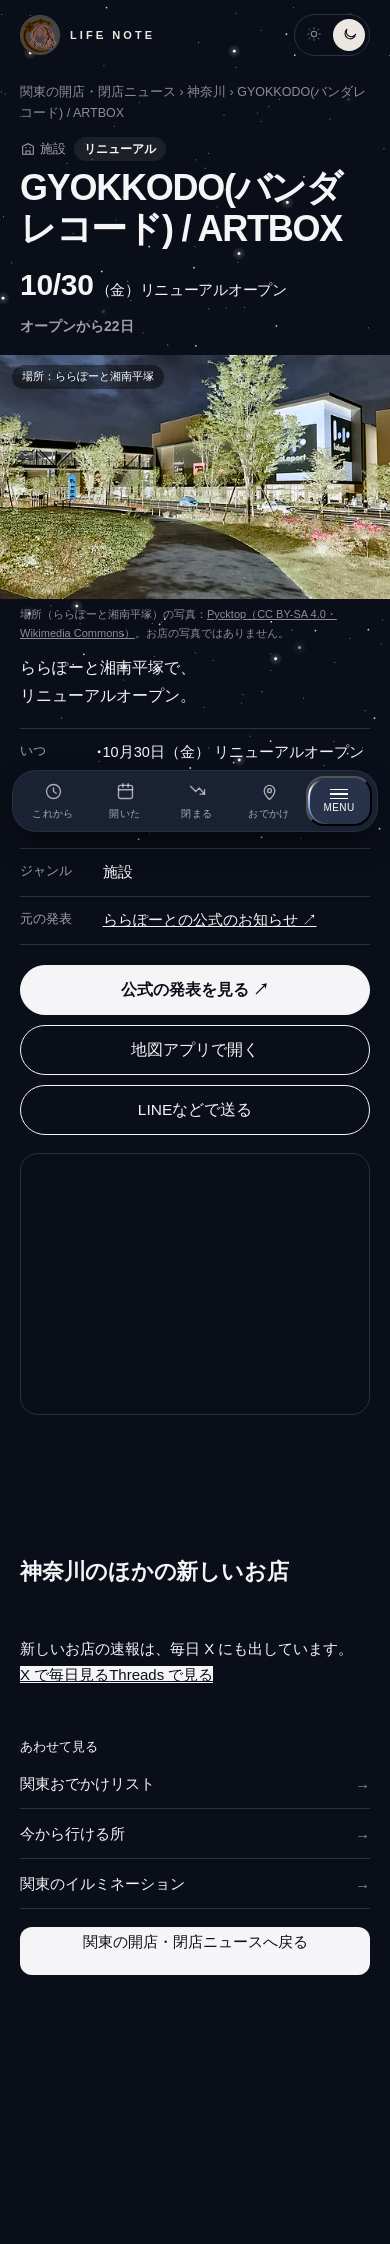 LIFE NOTE
関東の開店・閉店ニュース › 神奈川 › GYOKKODO(バンダレ
コード) / ARTBOX
施設 リニューアル
GYOKKODO(バンダ
レコード) / ARTBOX
10/30（金）リニューアルオープン
オープンから22日
場所：ららぽーと湘南平塚
場所（ららぽーと湘南平塚）の写真：Pycktop（CC BY-SA 4.0・
Wikimedia Commons）。お店の写真ではありません。
ららぽーと湘南平塚で、
リニューアルオープン。
いつ 10月30日（金） リニューアルオープン
これから 開いた 閉まる おでかけ MENU
ジャンル 施設
元の発表 ららぽーとの公式のお知らせ ↗
公式の発表を見る ↗
地図アプリで開く
LINEなどで送る
神奈川のほかの新しいお店
新しいお店の速報は、毎日 X にも出しています。
X で毎日見るThreads で見る
あわせて見る
関東おでかけリスト →
今から行ける所 →
関東のイルミネーション →
関東の開店・閉店ニュースへ戻る